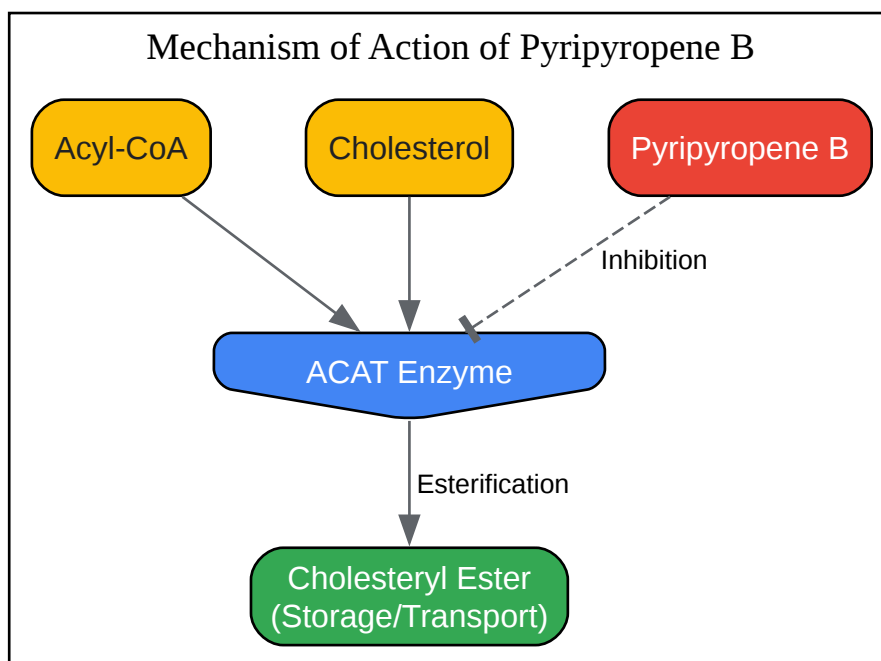 Mechanism of Action of Pyripyropene B
Acyl-CoA
Cholesterol
Pyripyropene B
Inhibition
ACAT Enzyme
Esterification
Cholesteryl Ester
(Storage/Transport)